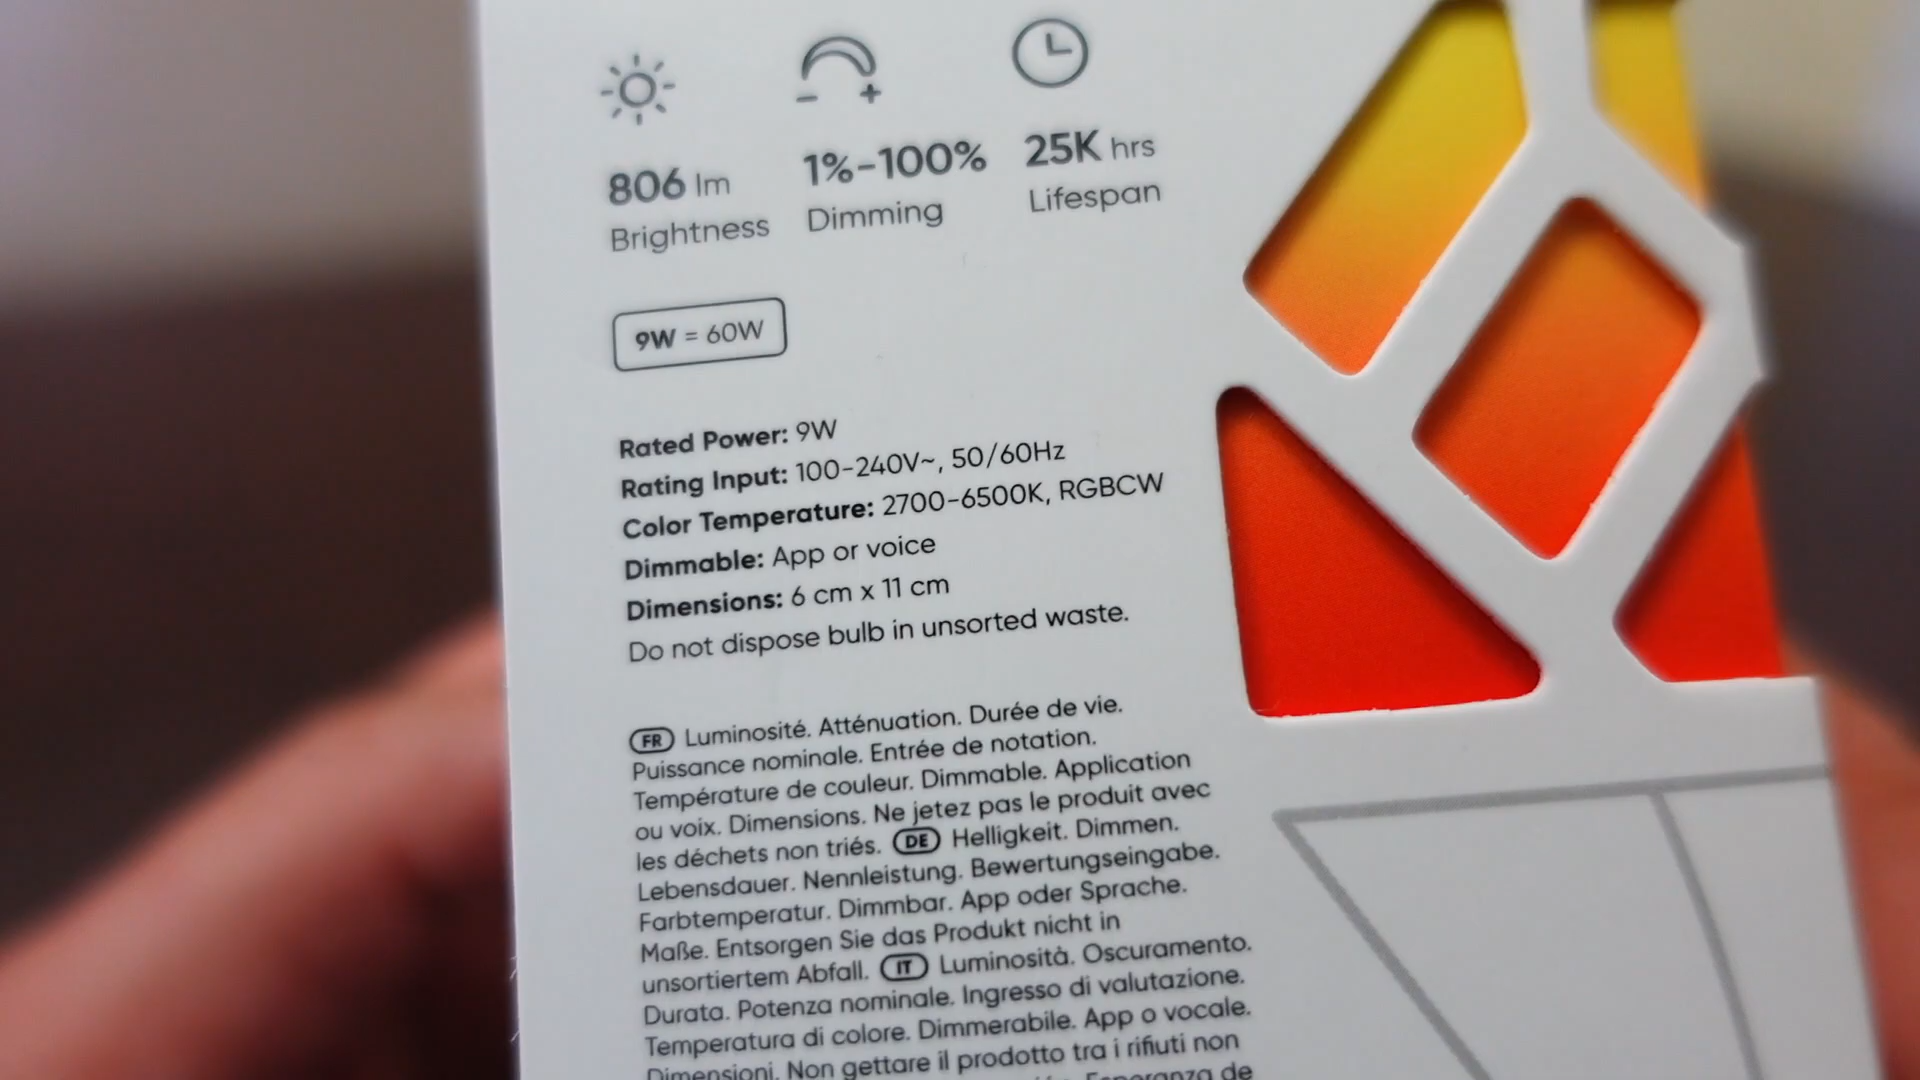 806 lm
Brightness
1%-100%
Dimming
25K hrs
Lifespan
9W = 60W
Rated Power: 9W
Rating Input: 100-240V~, 50/60Hz
Color Temperature: 2700-6500K, RGBCW
Dimmable: App or voice
Dimensions: 6 cm x 11 cm
Do not dispose bulb in unsorted waste.
FR Luminosité. Atténuation. Durée de vie.
Puissance nominale. Entrée de notation.
Température de couleur. Dimmable. Application
ou voix. Dimensions. Ne jetez pas le produit avec
les déchets non triés. DE Helligkeit. Dimmen.
Lebensdauer. Nennleistung. Bewertungseingabe.
Farbtemperatur. Dimmbar. App oder Sprache.
Maße. Entsorgen Sie das Produkt nicht in
unsortiertem Abfall. IT Luminosità. Oscuramento.
Durata. Potenza nominale. Ingresso di valutazione.
Temperatura di colore. Dimmerabile. App o vocale.
Dimensioni. Non gettare il prodotto tra i rifiuti non
Esperanza de